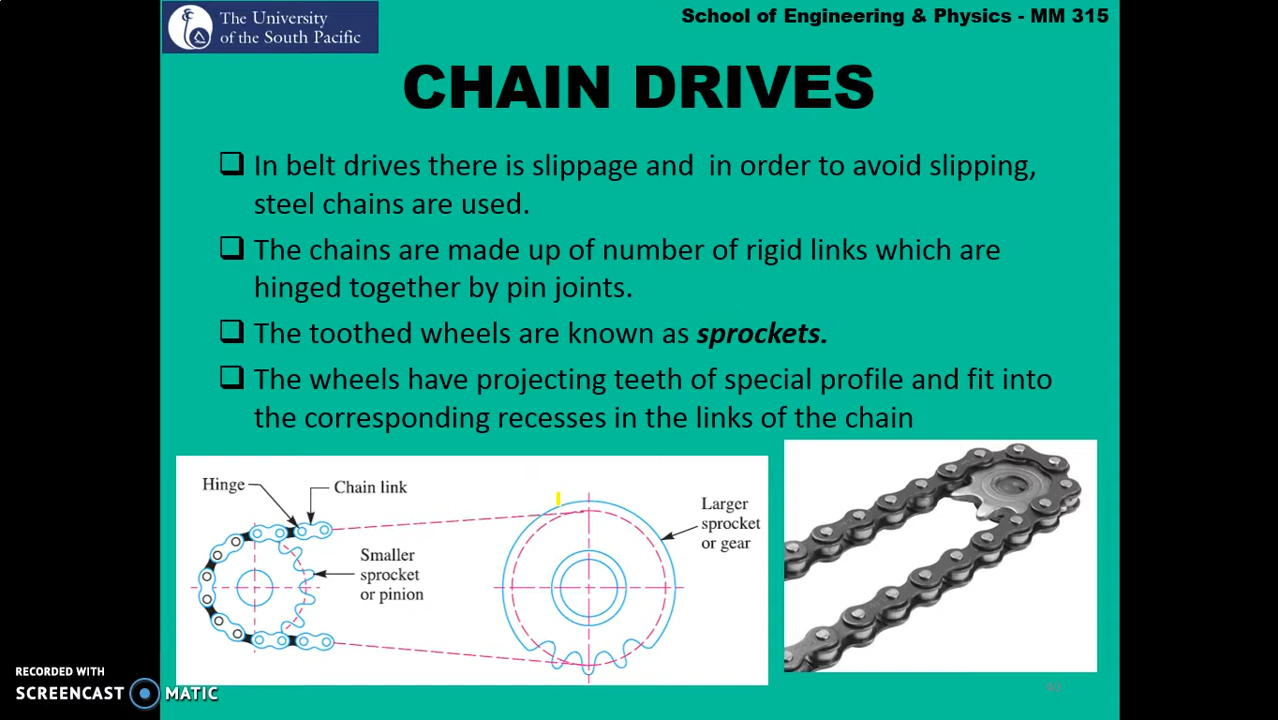 The University
of the South Pacific
School of Engineering & Physics - MM 315
CHAIN DRIVES
In belt drives there is slippage and in order to avoid slipping,
steel chains are used.
The chains are made up of number of rigid links which are
hinged together by pin joints.
The toothed wheels are known as sprockets.
The wheels have projecting teeth of special profile and fit into
the corresponding recesses in the links of the chain
Hinge
Chain link
Smaller
sprocket
or pinion
Larger
sprocket
or gear
RECORDED WITH
SCREENCAST MATIC